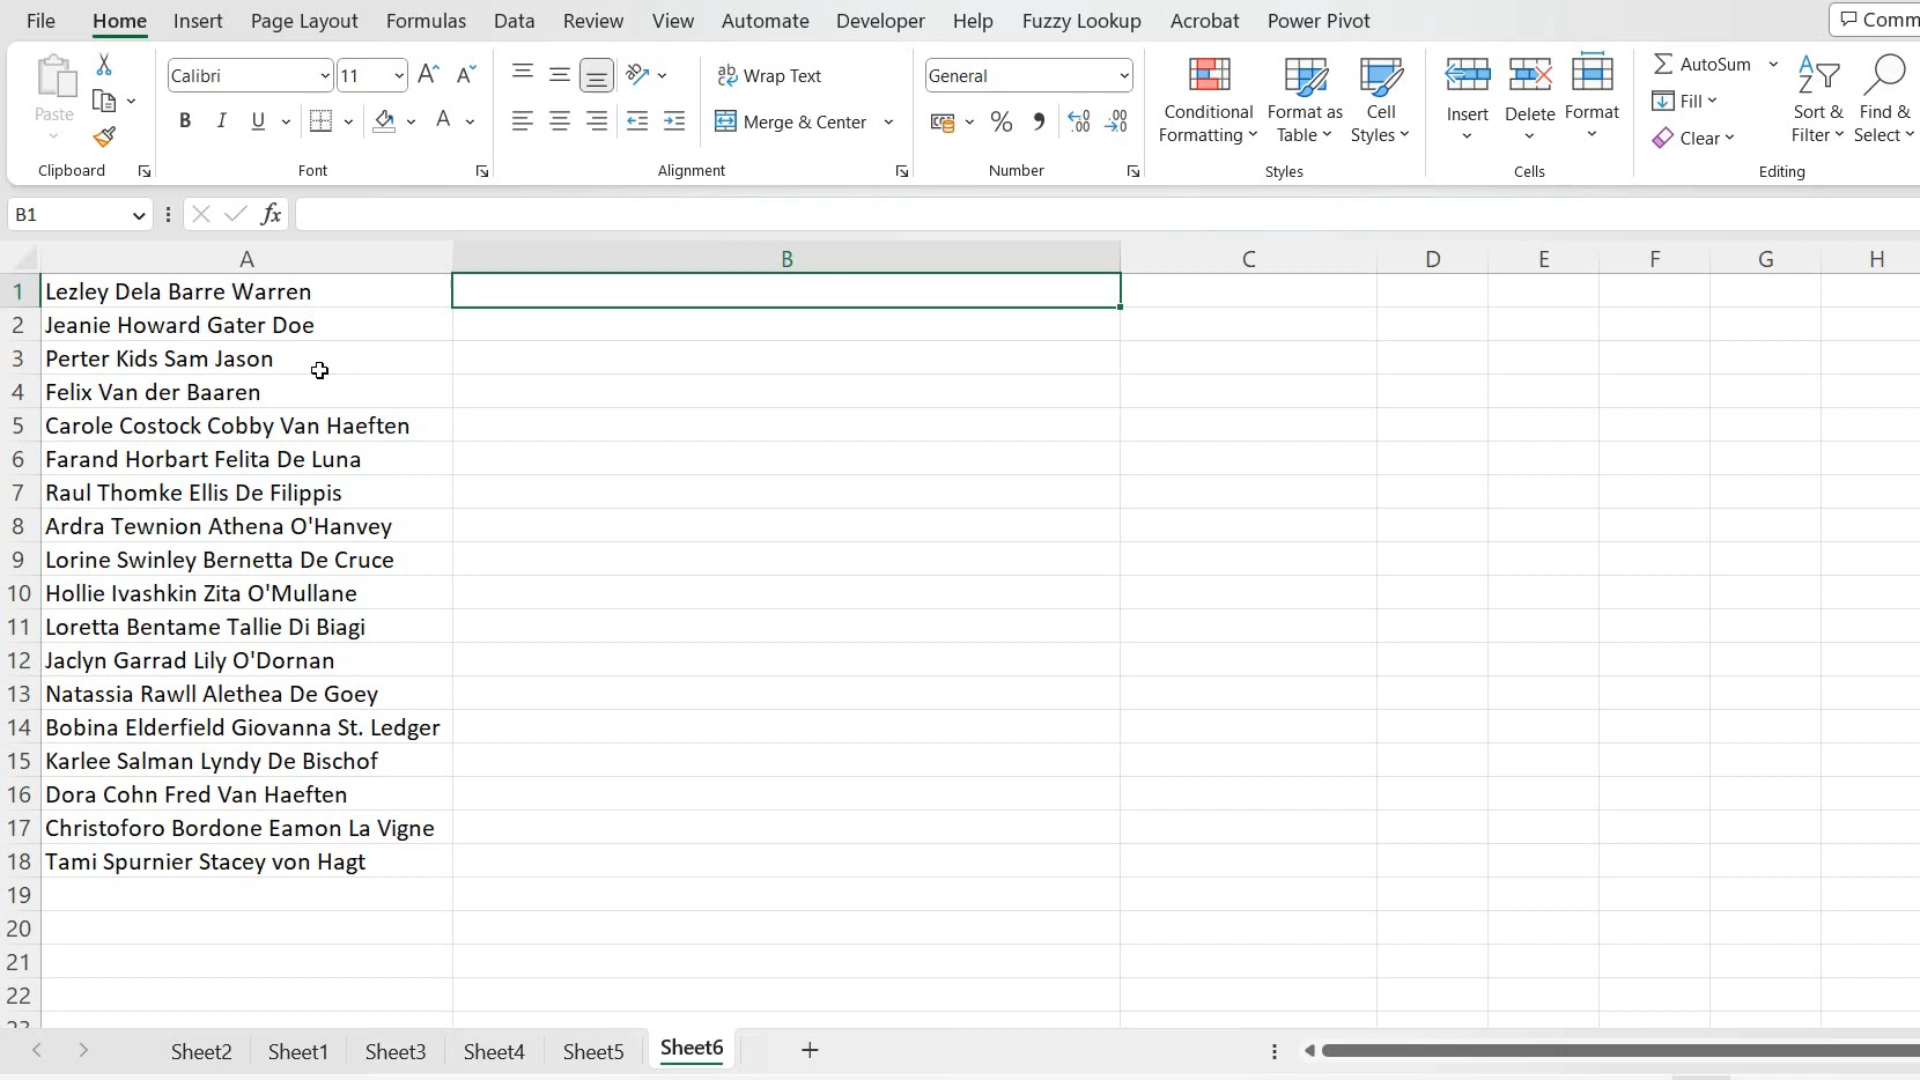 File Home Insert Page Layout Formulas Data Review View Automate Developer Help Fuzzy Lookup Acrobat Power Pivot Comm
Paste Calibri 11 ab Wrap Text General Conditional Formatting Format as Table Cell Styles Insert Delete Format AutoSum Fill Clear Sort & Filter Find & Select
B I U A Merge & Center % 9 .00
Clipboard Font Alignment Number Styles Cells Editing
B1 fx
A B C D E F G H
1 Lezley Dela Barre Warren
2 Jeanie Howard Gater Doe
3 Perter Kids Sam Jason
4 Felix Van der Baaren
5 Carole Costock Cobby Van Haeften
6 Farand Horbart Felita De Luna
7 Raul Thomke Ellis De Filippis
8 Ardra Tewnion Athena O'Hanvey
9 Lorine Swinley Bernetta De Cruce
10 Hollie Ivashkin Zita O'Mullane
11 Loretta Bentame Tallie Di Biagi
12 Jaclyn Garrad Lily O'Dornan
13 Natassia Rawll Alethea De Goey
14 Bobina Elderfield Giovanna St. Ledger
15 Karlee Salman Lyndy De Bischof
16 Dora Cohn Fred Van Haeften
17 Christoforo Bordone Eamon La Vigne
18 Tami Spurnier Stacey von Hagt
19
20
21
22
Sheet2 Sheet1 Sheet3 Sheet4 Sheet5 Sheet6